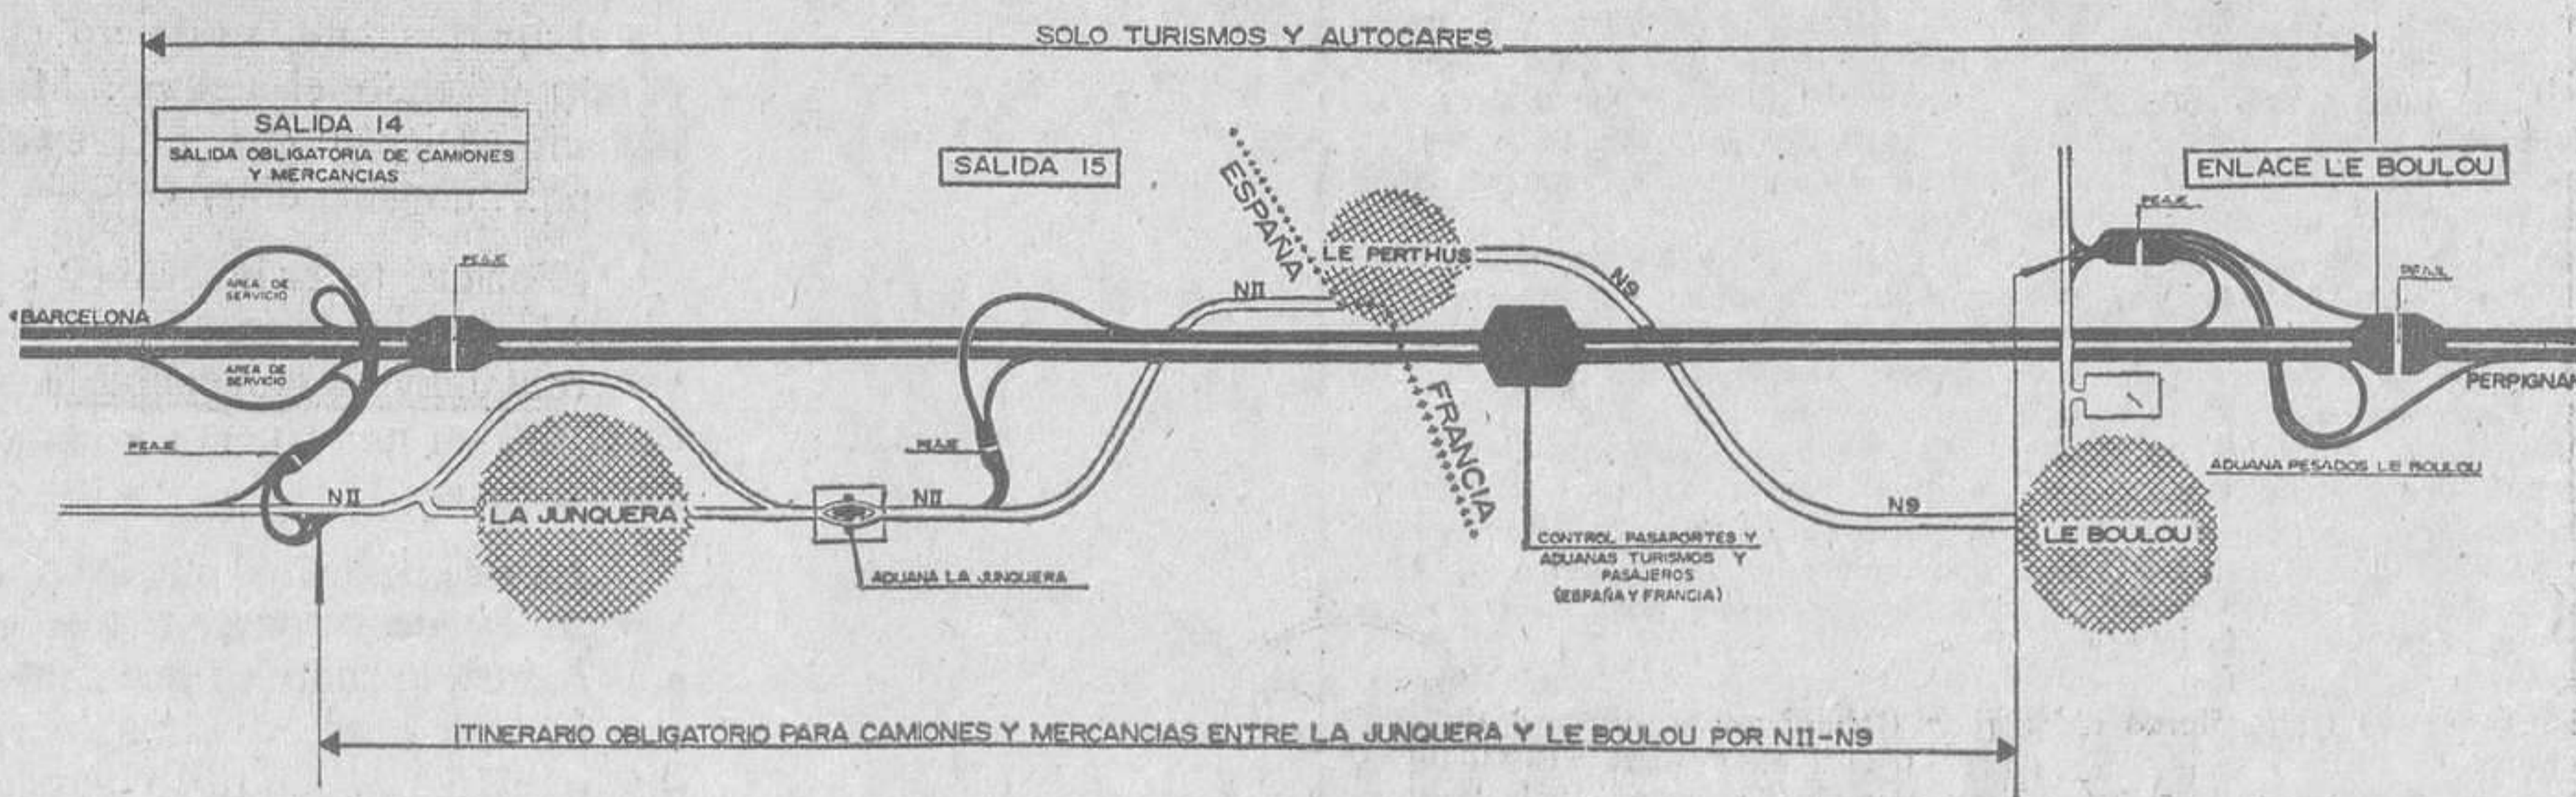 SOLO TURISMOS Y AUTOCARES
SALIDA 14
SALIDA OBLIGATORIA DE CAMIONES
Y MERCANCIAS
SALIDA 15
ENLACE LE BOULOU
ESPAÑA
FRANCIA
LE PERTHUS
PEAJE
PEAJE
PEAJE
AREA DE
SERVICIO
BARCELONA
AREA DE
SERVICIO
NII
N9
PERPIGNAN
PEAJE
PEAJE
NII
LA JUNQUERA
NII
ADUANA LA JUNQUERA
CONTROL PASAPORTES Y
ADUANAS TURISMOS Y
PASAJEROS
(ESPAÑA Y FRANCIA)
N9
LE BOULOU
ADUANA PESADOS LE BOULOU
ITINERARIO OBLIGATORIO PARA CAMIONES Y MERCANCIAS ENTRE LA JUNQUERA Y LE BOULOU POR NII-N9